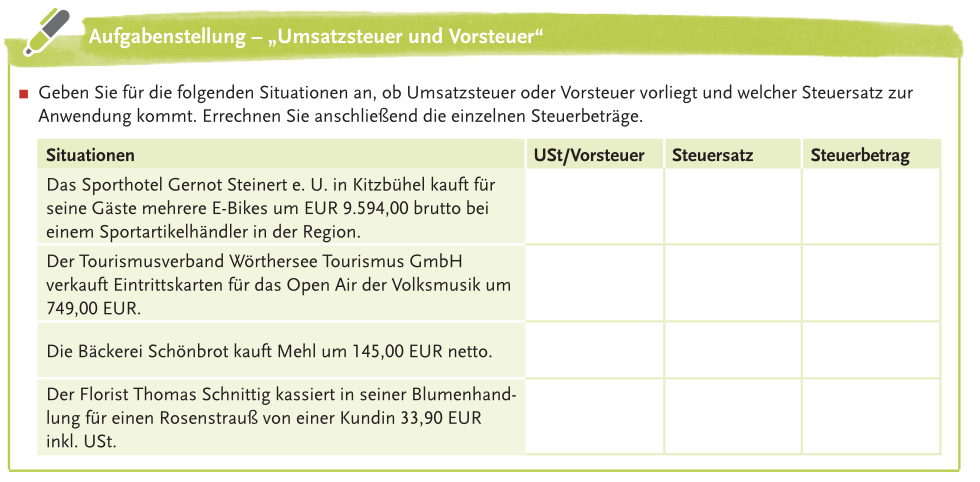 Aufgabenstellung – „Umsatzsteuer und Vorsteuer“
Geben Sie für die folgenden Situationen an, ob Umsatzsteuer oder Vorsteuer vorliegt und welcher Steuersatz zur
Anwendung kommt. Errechnen Sie anschließend die einzelnen Steuerbeträge.
Situationen USt/Vorsteuer Steuersatz Steuerbetrag
Das Sporthotel Gernot Steinert e. U. in Kitzbühel kauft für
seine Gäste mehrere E-Bikes um EUR 9.594,00 brutto bei
einem Sportartikelhändler in der Region.
Der Tourismusverband Wörthersee Tourismus GmbH
verkauft Eintrittskarten für das Open Air der Volksmusik um
749,00 EUR.
Die Bäckerei Schönbrot kauft Mehl um 145,00 EUR netto.
Der Florist Thomas Schnittig kassiert in seiner Blumenhand-
lung für einen Rosenstrauß von einer Kundin 33,90 EUR
inkl. USt.